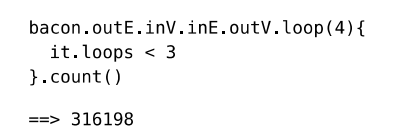 bacon.outE.inV.inE.outV.loop(4){
  it.loops < 3
}.count()
==> 316198